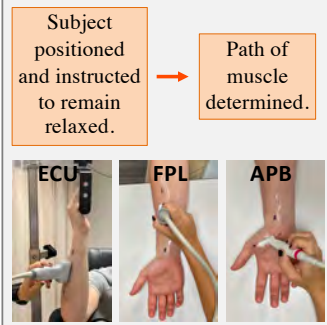 Subject
positioned
and instructed
to remain
relaxed.
Path of
muscle
determined.
ECU
FPL
APB